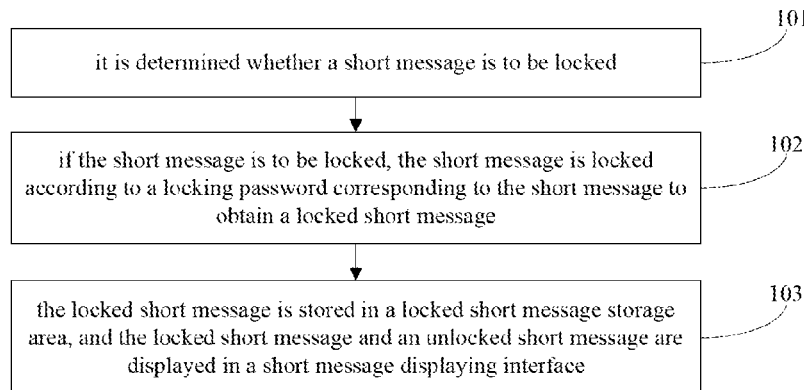 101
it is determined whether a short message is to be locked
102
if the short message is to be locked, the short message is locked
according to a locking password corresponding to the short message to
obtain a locked short message
103
the locked short message is stored in a locked short message storage
area, and the locked short message and an unlocked short message are
displayed in a short message displaying interface